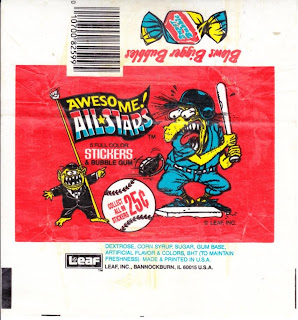 Blows Bigger Bubbles
AWESOME!
ALL★STARS
™
5 FULL COLOR
STICKERS
& BUBBLE GUM
COLLECT
ALL
STICKERS
25¢
© LEAF, INC.
Leaf
DEXTROSE, CORN SYRUP, SUGAR, GUM BASE,
ARTIFICIAL FLAVOR & COLORS, BHT (TO MAINTAIN
FRESHNESS). MADE & PRINTED IN U.S.A.
LEAF, INC., BANNOCKBURN, IL 60015 U.S.A.